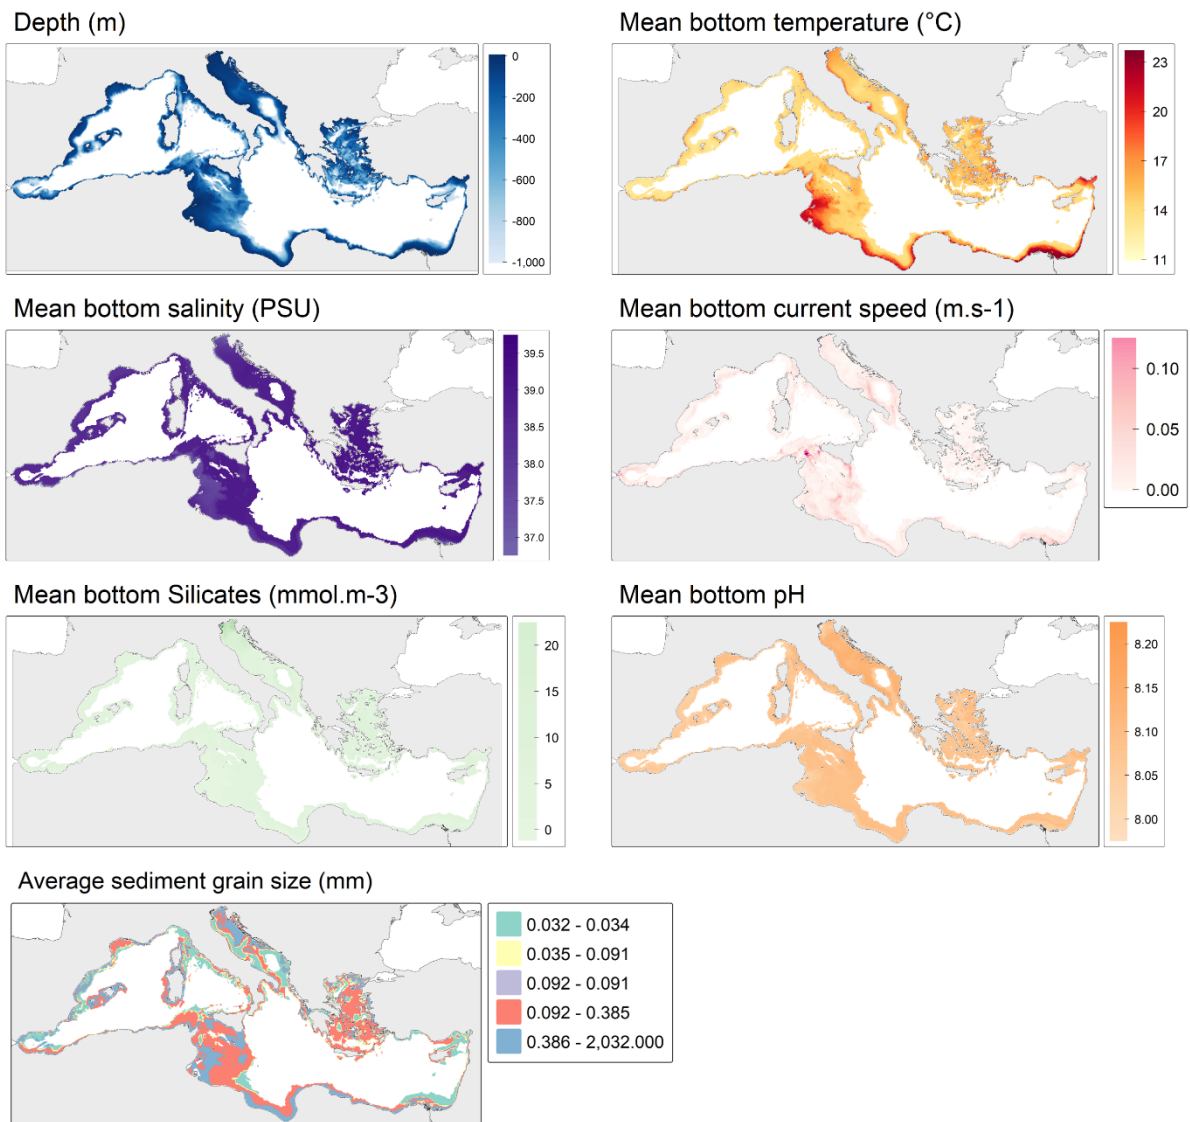 Depth (m)
0
-200
-400
-600
-800
-1,000
Mean bottom temperature (°C)
23
20
17
14
11
Mean bottom salinity (PSU)
39.5
39.0
38.5
38.0
37.5
37.0
Mean bottom current speed (m.s-1)
0.10
0.05
0.00
Mean bottom Silicates (mmol.m-3)
20
15
10
5
0
Mean bottom pH
8.20
8.15
8.10
8.05
8.00
Average sediment grain size (mm)
0.032 - 0.034
0.035 - 0.091
0.092 - 0.091
0.092 - 0.385
0.386 - 2,032.000